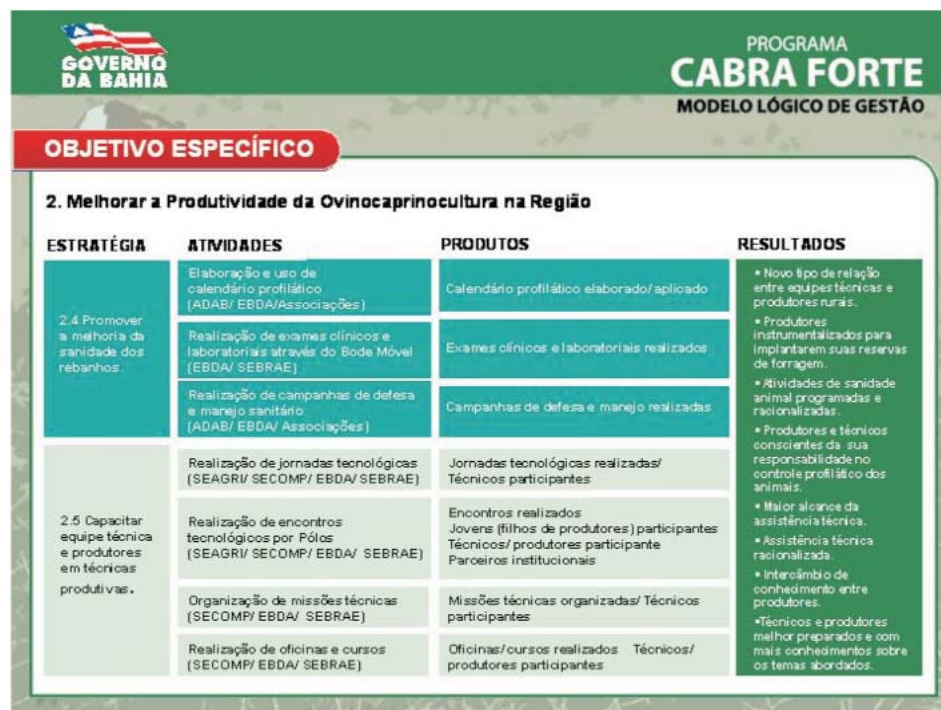 GOVERNO
DA BAHIA
PROGRAMA
CABRA FORTE
MODELO LÓGICO DE GESTÃO
OBJETIVO ESPECÍFICO
2. Melhorar a Produtividade da Ovinocaprinocultura na Região
ESTRATÉGIA
ATIVIDADES
PRODUTOS
RESULTADOS
2.4 Promover
a melhoria da
sanidade dos
rebanhos.
Elaboração e uso de
calendário profilático
(ADAB/ EBDA/Associações)
Calendário profilático elaborado/aplicado
Realização de exames clínicos e
laboratoriais através do Bode Móvel
(EBDA/ SEBRAE)
Exames clínicos e laboratoriais realizados
Realização de campanhas de defesa
e manejo sanitário
(ADAB/ EBDA/ Associações)
Campanhas de defesa e manejo realizadas
2.5 Capacitar
equipe técnica
e produtores
em técnicas
produtivas.
Realização de jornadas tecnológicas
(SEAGRI/ SECOMP/ EBDA/ SEBRAE)
Jornadas tecnológicas realizadas/
Técnicos participantes
Realização de encontros
tecnológicos por Pólos
(SEAGRI/ SECOMP/ EBDA/ SEBRAE)
Encontros realizados
Jovens (filhos de produtores) participantes
Técnicos/ produtores participante
Parceiros institucionais
Organização de missões técnicas
(SECOMP/ EBDA/ SEBRAE)
Missões técnicas organizadas/ Técnicos
participantes
Realização de oficinas e cursos
(SECOMP/ EBDA/ SEBRAE)
Oficinas/cursos realizados Técnicos/
produtores participantes
▪ Novo tipo de relação
entre equipes técnicas e
produtores rurais.
▪ Produtores
instrumentalizados para
implantarem suas reservas
de forragem.
▪ Atividades de sanidade
animal programadas e
racionalizadas.
▪ Produtores e técnicos
conscientes da sua
responsabilidade no
controle profilático dos
animais.
▪ Maior alcance da
assistência técnica.
▪ Assistência técnica
racionalizada.
▪ Intercâmbio de
conhecimento entre
produtores.
▪Técnicos e produtores
melhor preparados e com
mais conhecimentos sobre
os temas abordados.